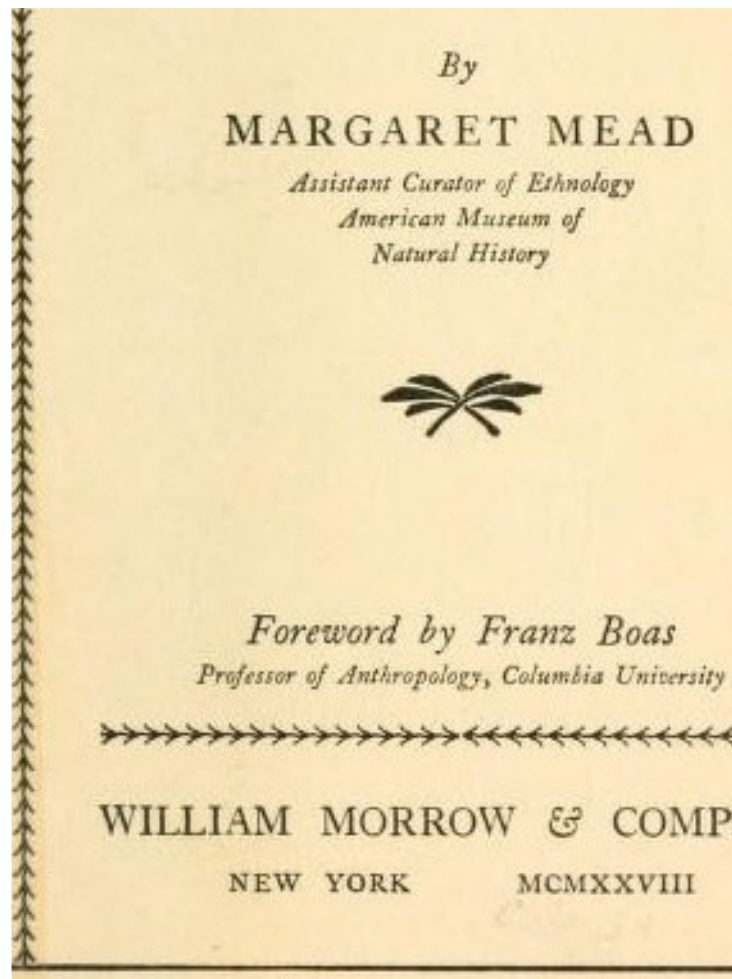 By
MARGARET MEAD
Assistant Curator of Ethnology
American Museum of
Natural History
Foreword by Franz Boas
Professor of Anthropology, Columbia University
WILLIAM MORROW & COMP
NEW YORK MCMXXVIII